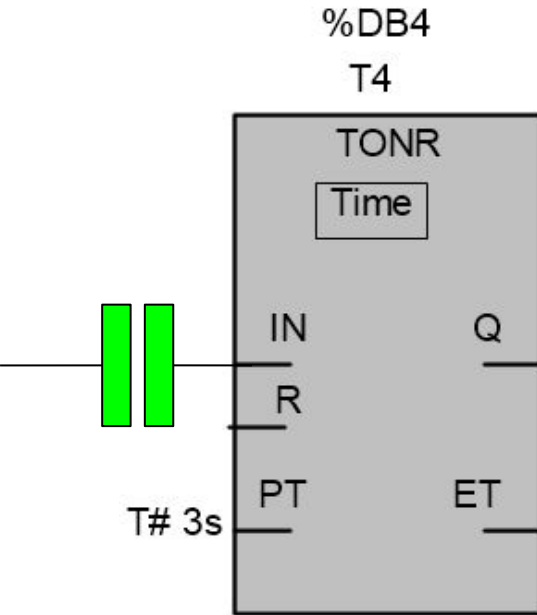 %DB4
T4
TONR
Time
IN Q
R
PT ET
T# 3s